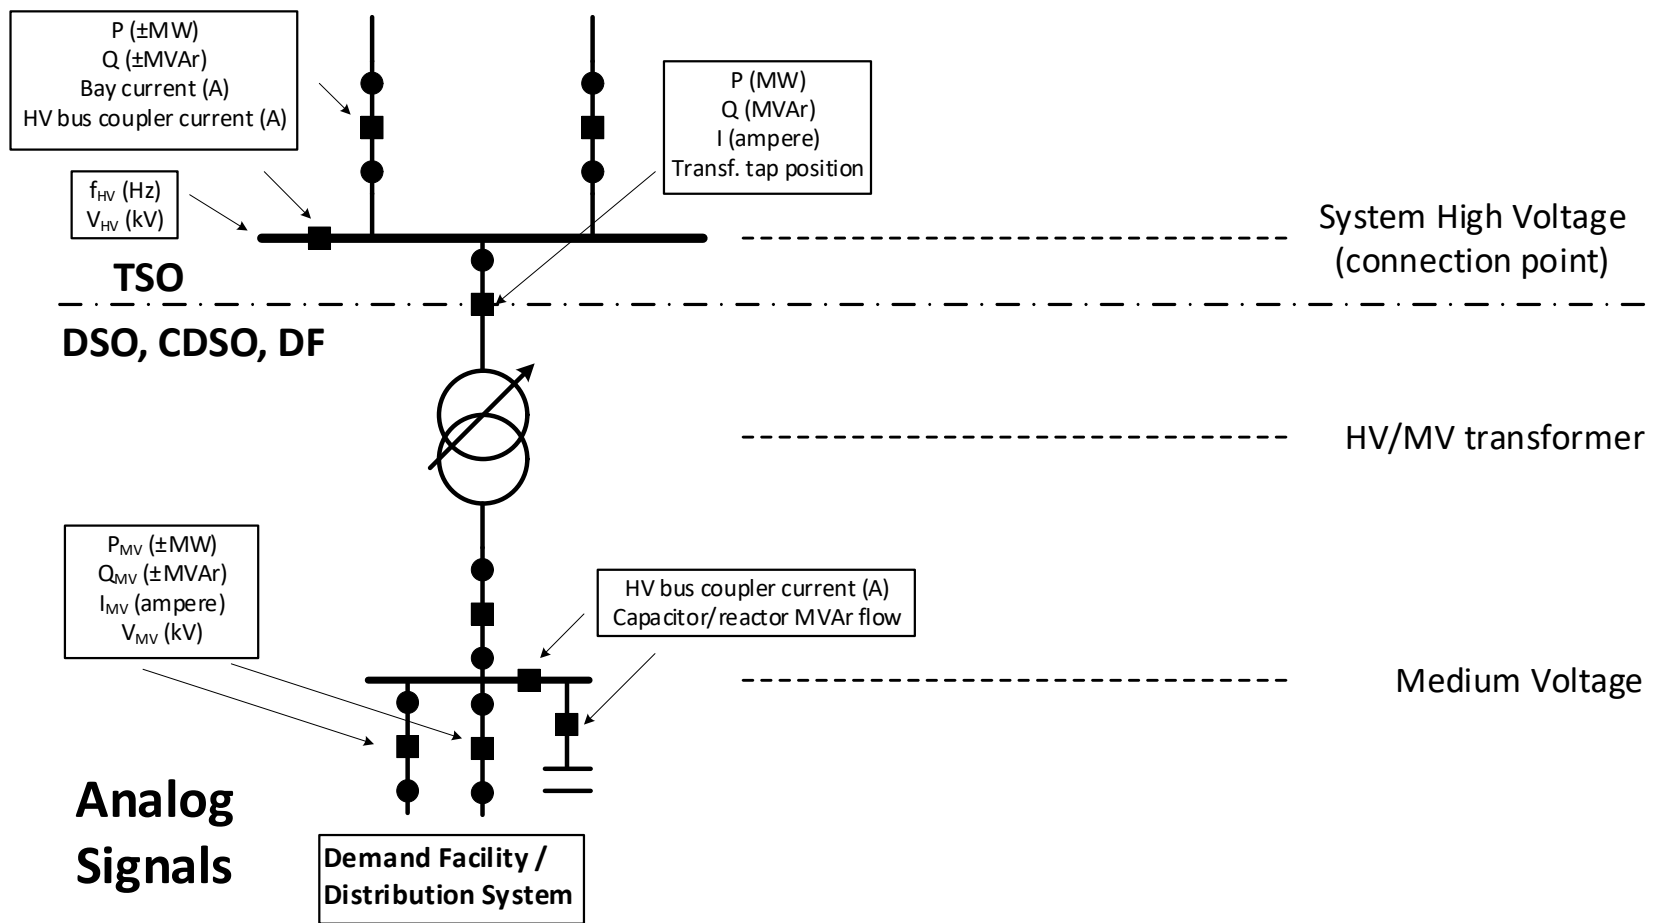 P (±MW)
Q (±MVAr)
Bay current (A)
HV bus coupler current (A)
P (MW)
Q (MVAr)
I (ampere)
Transf. tap position
fHV (Hz)
VHV (kV)
System High Voltage
(connection point)
TSO
DSO, CDSO, DF
HV/MV transformer
PMV (±MW)
QMV (±MVAr)
IMV (ampere)
VMV (kV)
HV bus coupler current (A)
Capacitor/reactor MVAr flow
Medium Voltage
Analog
Signals
Demand Facility /
Distribution System